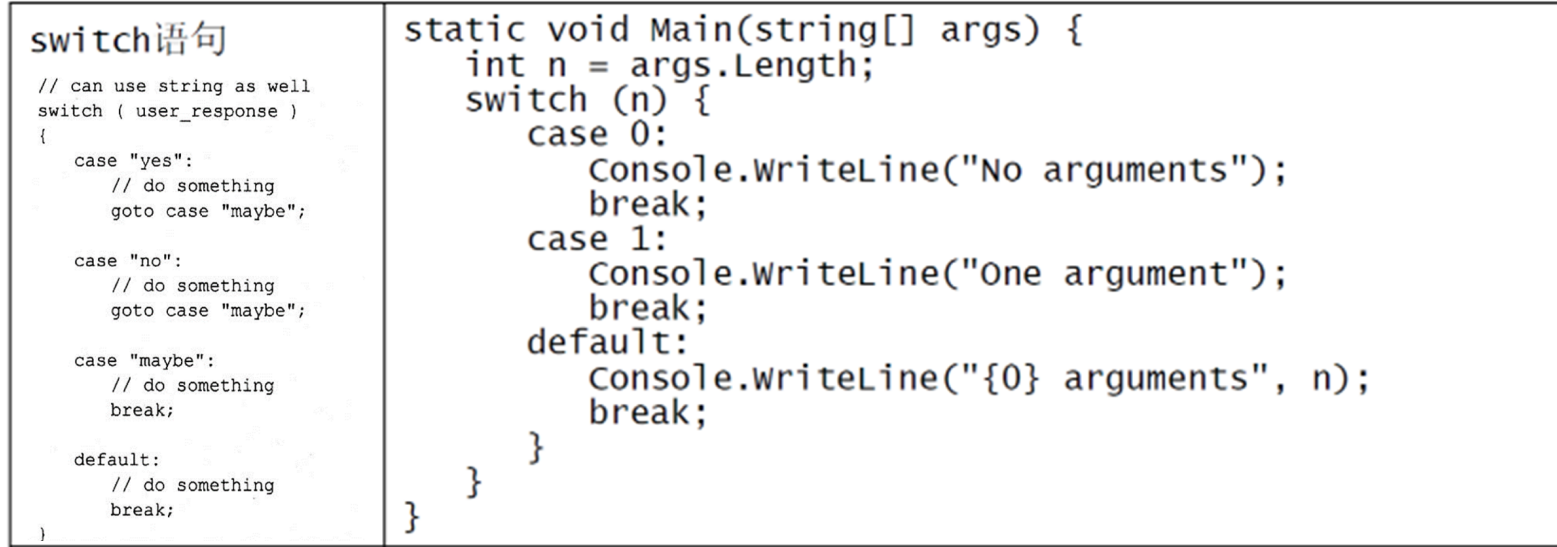 switch语句
// can use string as well
switch ( user_response )
{
case "yes":
// do something
goto case "maybe";
case "no":
// do something
goto case "maybe";
case "maybe":
// do something
break;
default:
// do something
break;
}
static void Main(string[] args) {
int n = args.Length;
switch (n) {
case 0:
Console.WriteLine("No arguments");
break;
case 1:
Console.WriteLine("One argument");
break;
default:
Console.WriteLine("{0} arguments", n);
break;
}
}
}